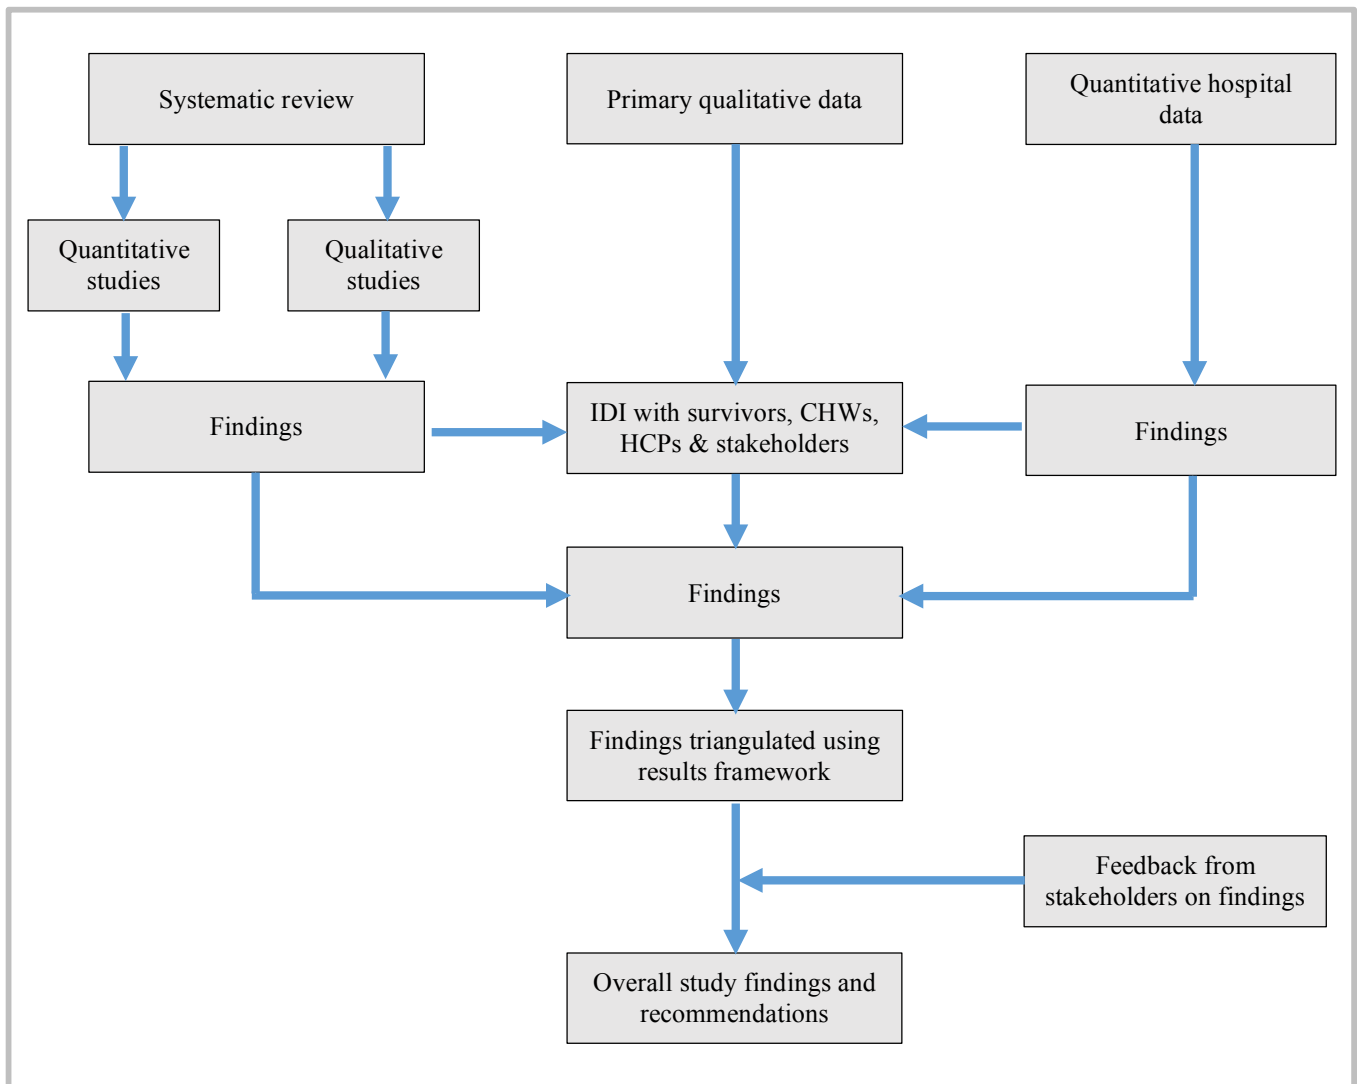 Systematic review
Primary qualitative data
Quantitative hospital
data
Quantitative
studies
Qualitative
studies
Findings
IDI with survivors, CHWs,
HCPs & stakeholders
Findings
Findings
Findings triangulated using
results framework
Feedback from
stakeholders on findings
Overall study findings and
recommendations